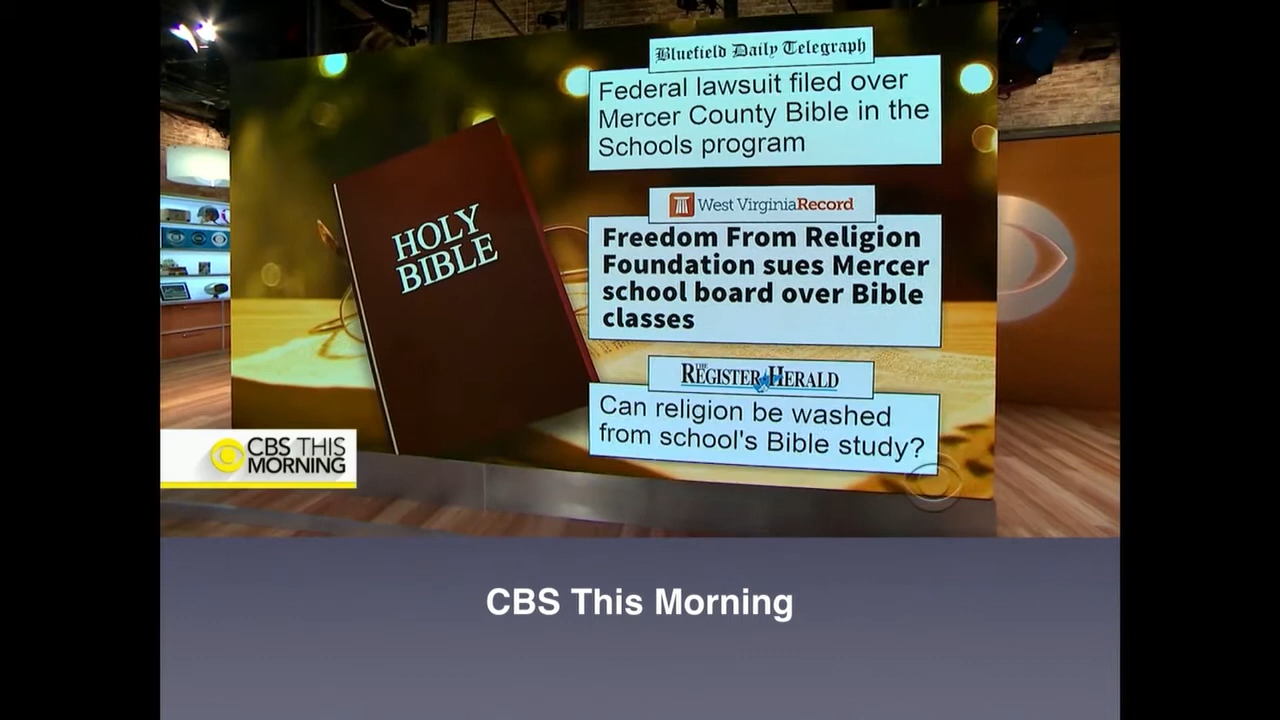 Bluefield Daily Telegraph
Federal lawsuit filed over
Mercer County Bible in the
Schools program
West VirginiaRecord
Freedom From Religion
Foundation sues Mercer
school board over Bible
classes
THE
REGISTER HERALD
Can religion be washed
from school's Bible study?
HOLY
BIBLE
CBS THIS
MORNING
CBS This Morning